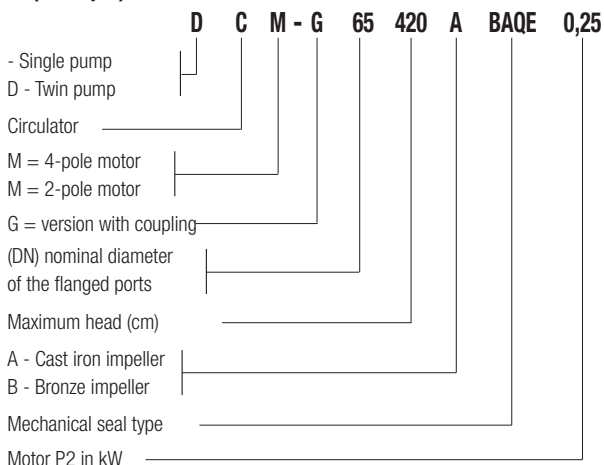 D C M - G 65 420 A BAQE 0,25
- Single pump
D - Twin pump
Circulator
M = 4-pole motor
M = 2-pole motor
G = version with coupling
(DN) nominal diameter
of the flanged ports
Maximum head (cm)
A - Cast iron impeller
B - Bronze impeller
Mechanical seal type
Motor P2 in kW